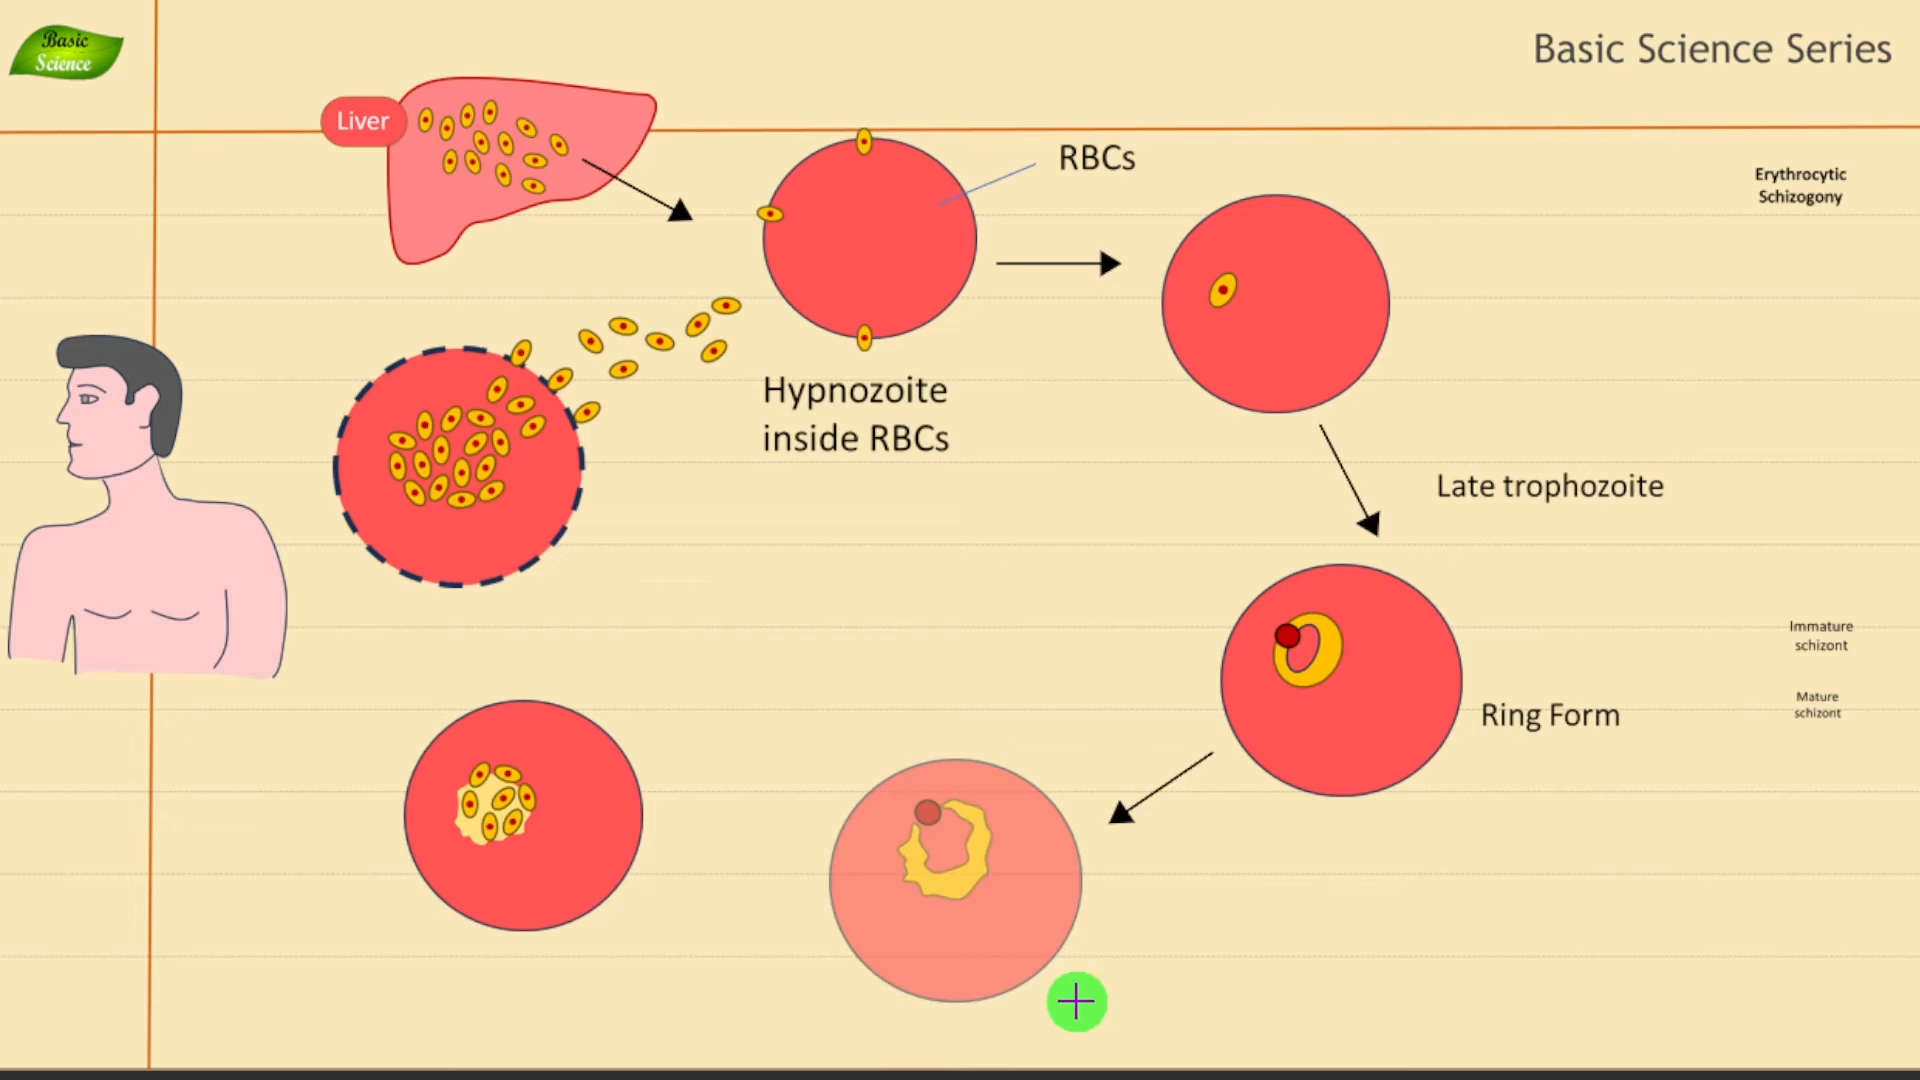 Basic
Science
Basic Science Series
Liver
RBCs
Erythrocytic
Schizogony
Hypnozoite
inside RBCs
Late trophozoite
Immature
schizont
Mature
schizont
Ring Form